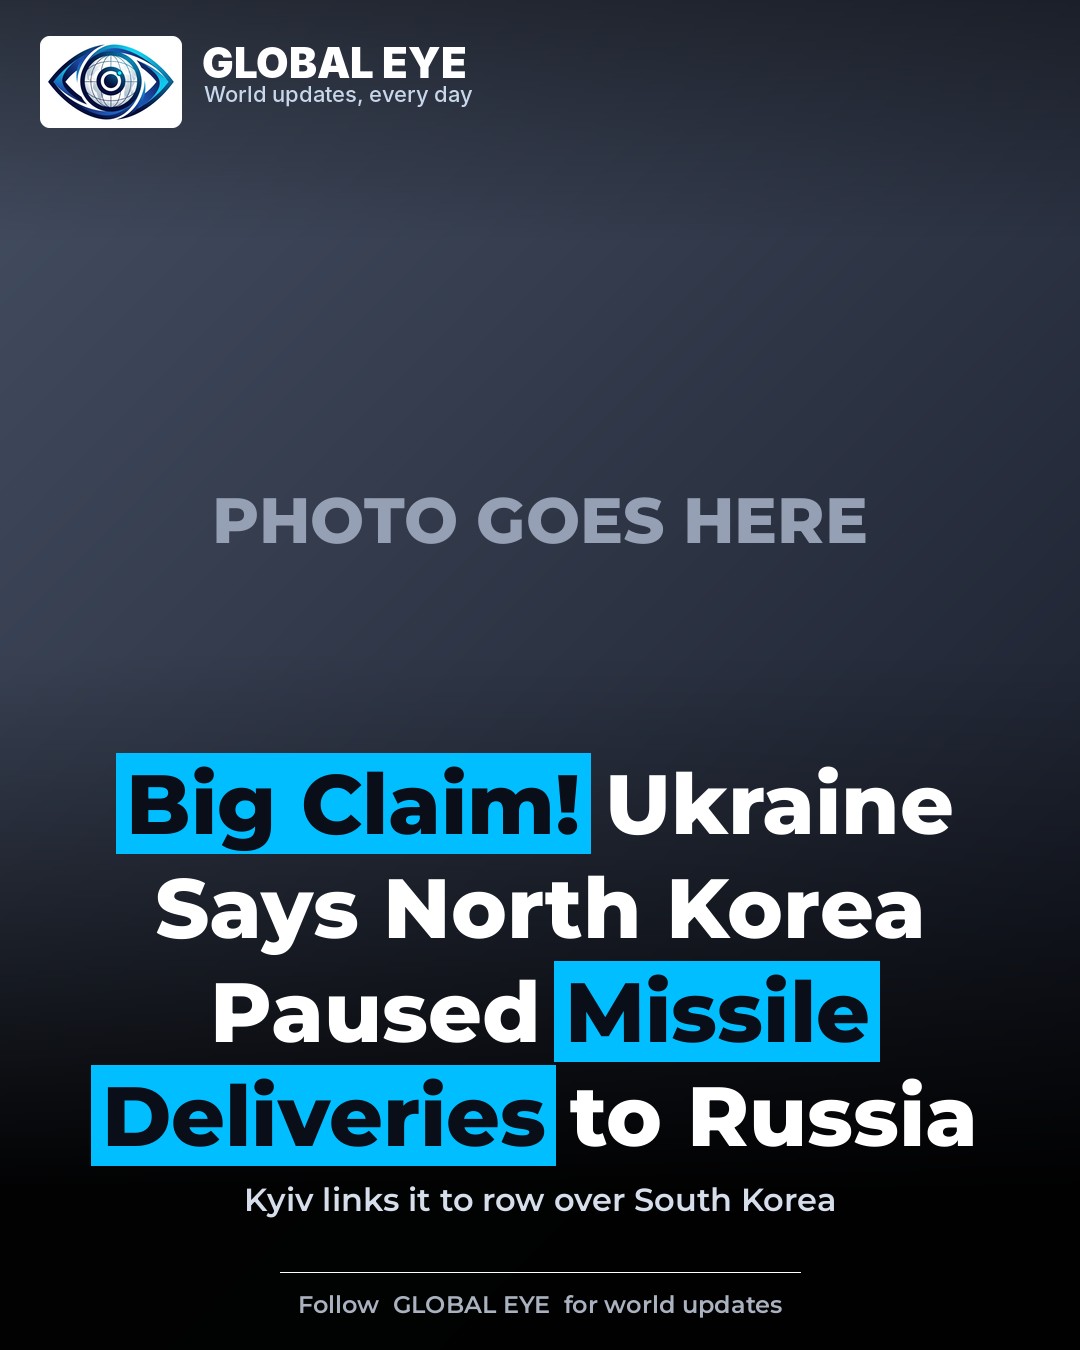 GLOBAL EYE
World updates, every day
PHOTO GOES HERE
Big Claim! Ukraine
Says North Korea
Paused Missile
Deliveries to Russia
Kyiv links it to row over South Korea
Follow GLOBAL EYE for world updates